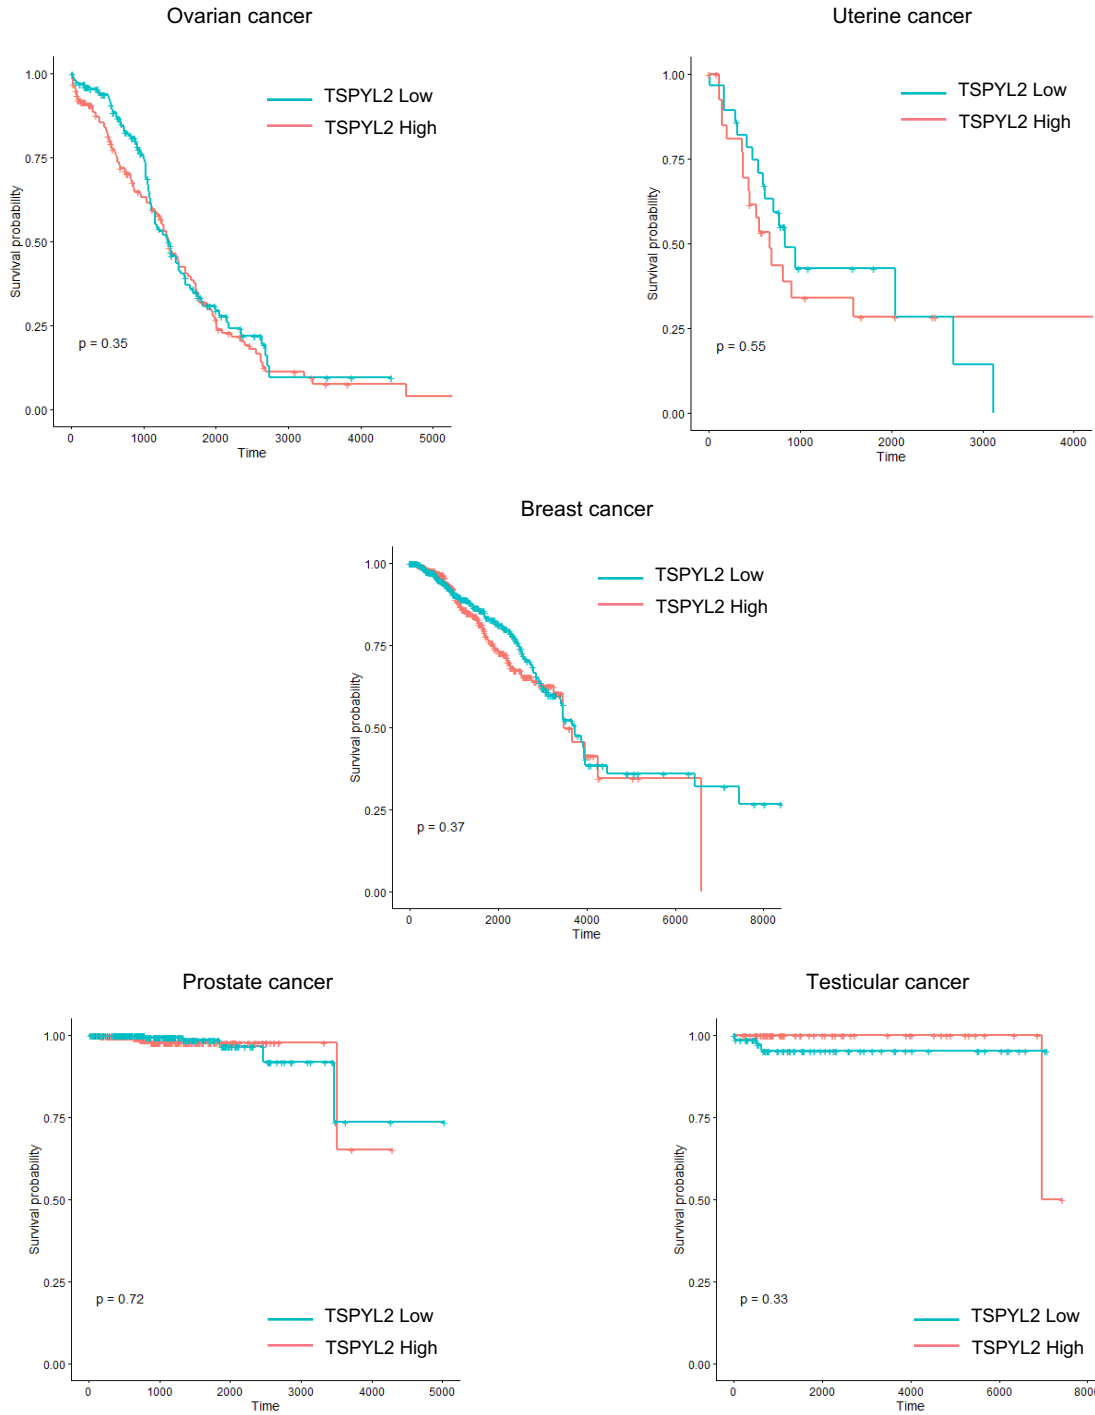 Ovarian cancer
Uterine cancer
TSPYL2 Low
TSPYL2 High
Survival probability
1.00
0.75
0.50
0.25
0.00
p = 0.35
0 1000 2000 3000 4000 5000
Time
TSPYL2 Low
TSPYL2 High
Survival probability
1.00
0.75
0.50
0.25
0.00
p = 0.55
0 1000 2000 3000 4000
Time
Breast cancer
TSPYL2 Low
TSPYL2 High
Survival probability
1.00
0.75
0.50
0.25
0.00
p = 0.37
0 2000 4000 6000 8000
Time
Prostate cancer
Testicular cancer
Survival probability
1.00
0.75
0.50
0.25
0.00
p = 0.72
TSPYL2 Low
TSPYL2 High
0 1000 2000 3000 4000 5000
Time
Survival probability
1.00
0.75
0.50
0.25
0.00
p = 0.33
TSPYL2 Low
TSPYL2 High
0 2000 4000 6000 8000
Time